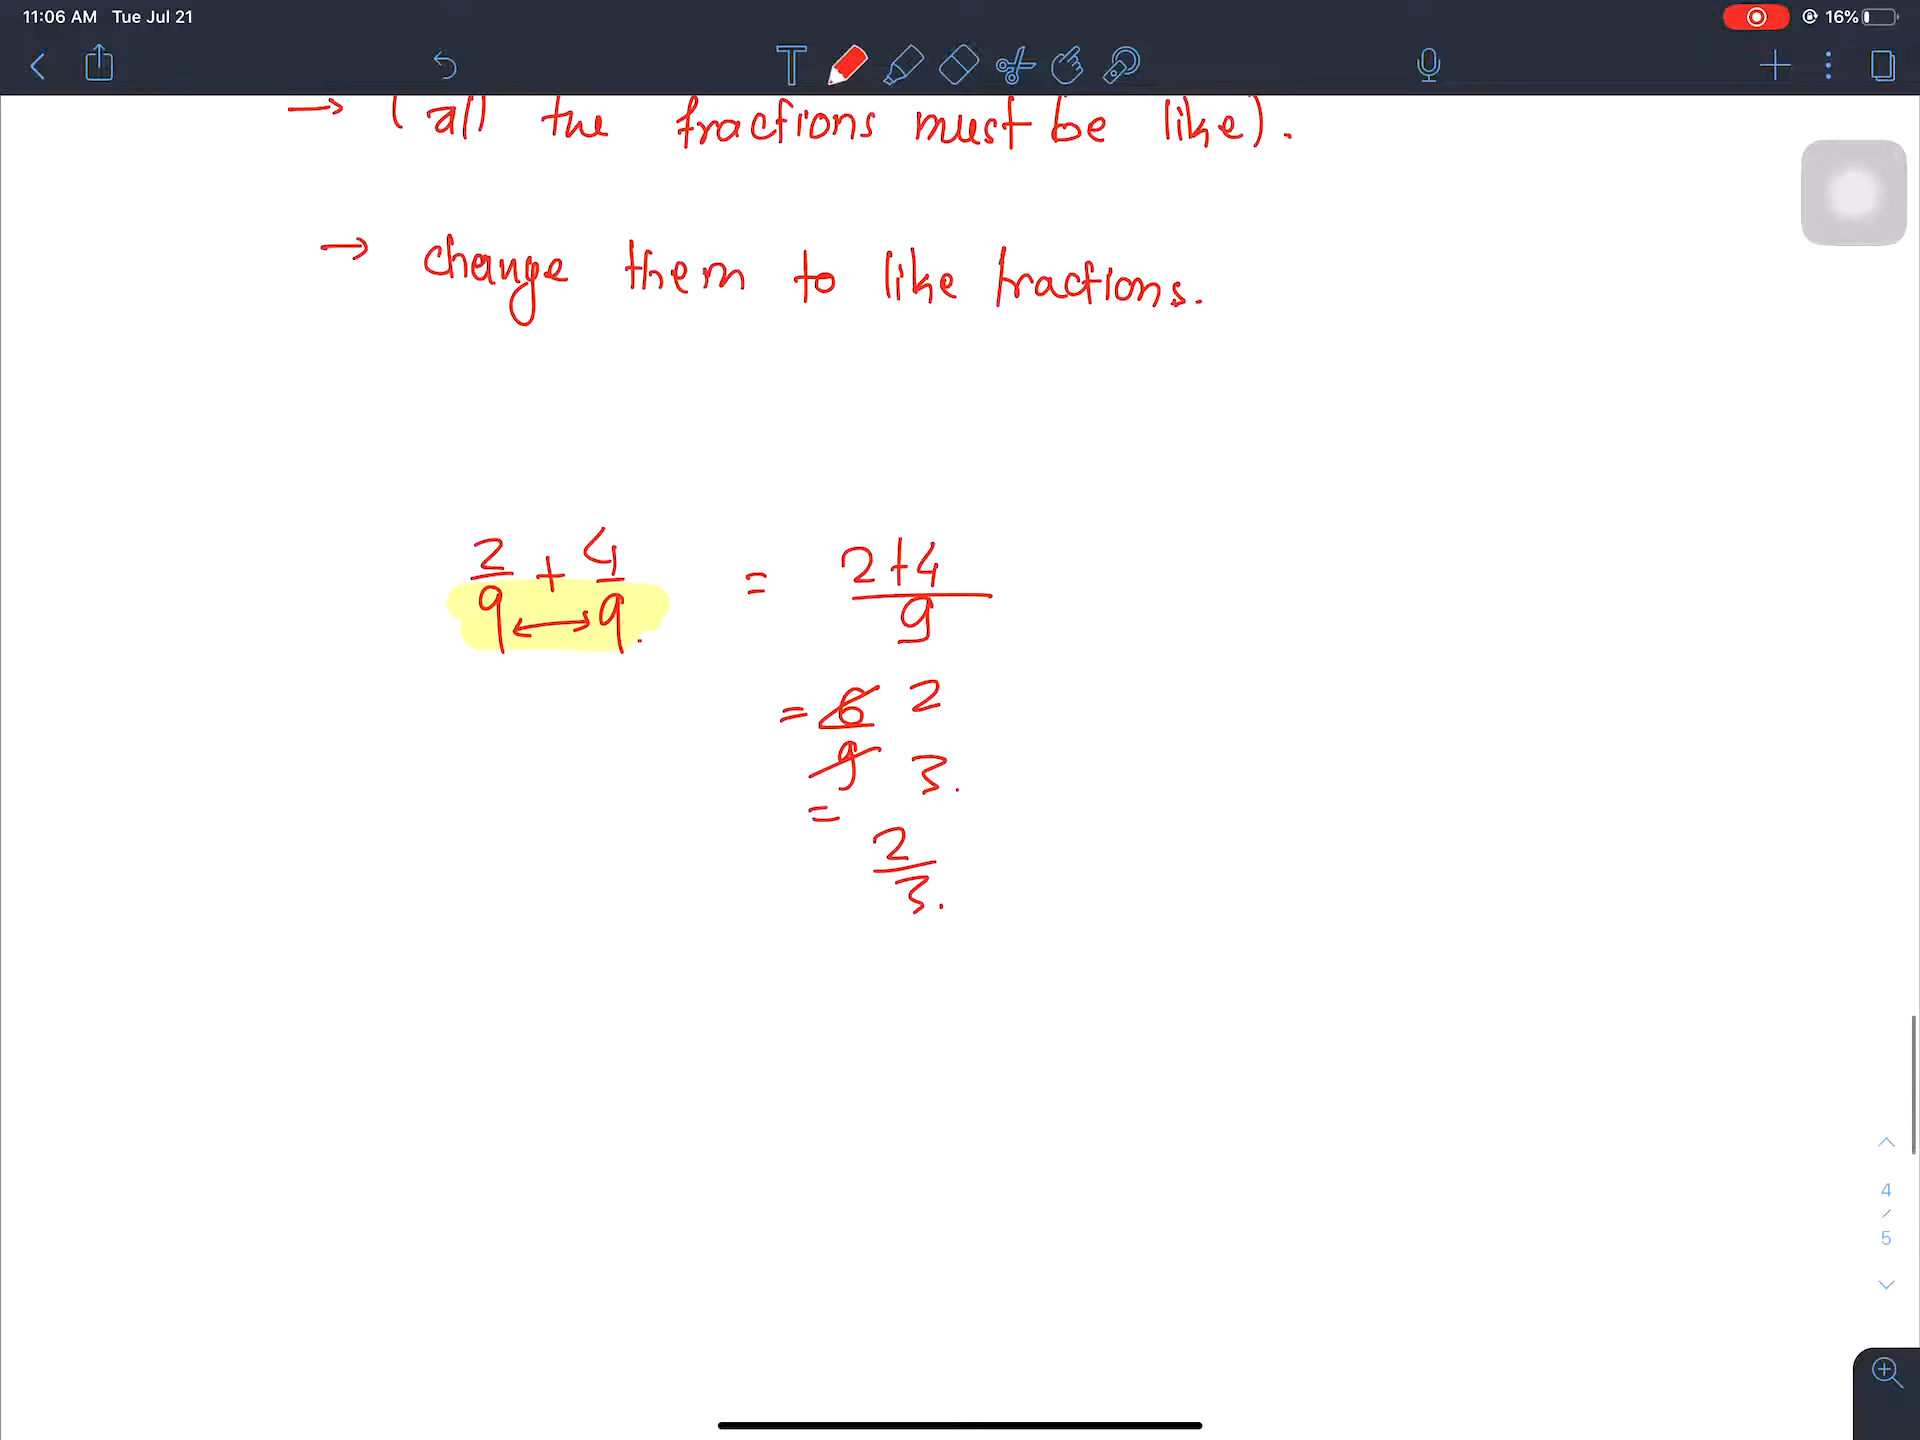 11:06 AM Tue Jul 21
16%
→ (all the fractions must be like).
→ change them to like fractions.
2/9 + 4/9. = 2+4/9
= 6/9 2/3.
= 2/3.
4
/
5